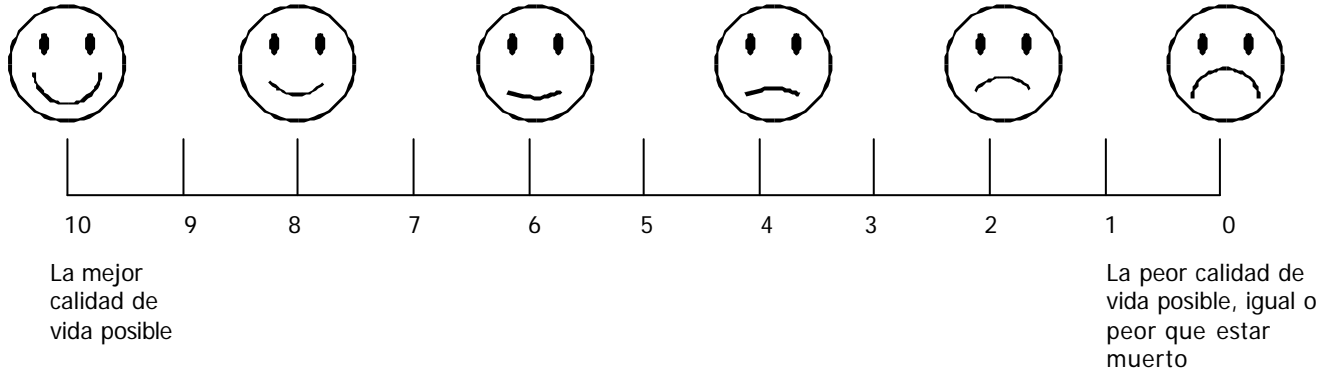 10 9 8 7 6 5 4 3 2 1 0
La mejor
calidad de
vida posible
La peor calidad de
vida posible, igual o
peor que estar
muerto